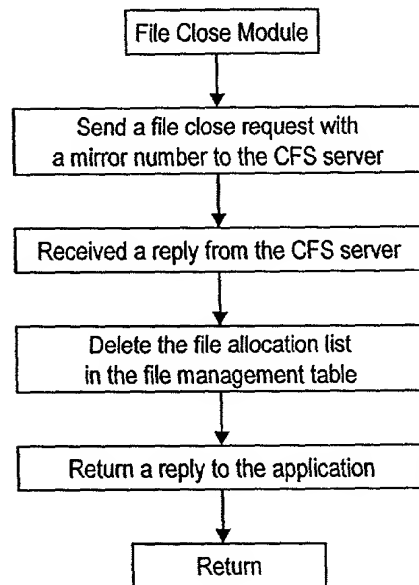 File Close Module
Send a file close request with
a mirror number to the CFS server
Received a reply from the CFS server
Delete the file allocation list
in the file management table
Return a reply to the application
Return